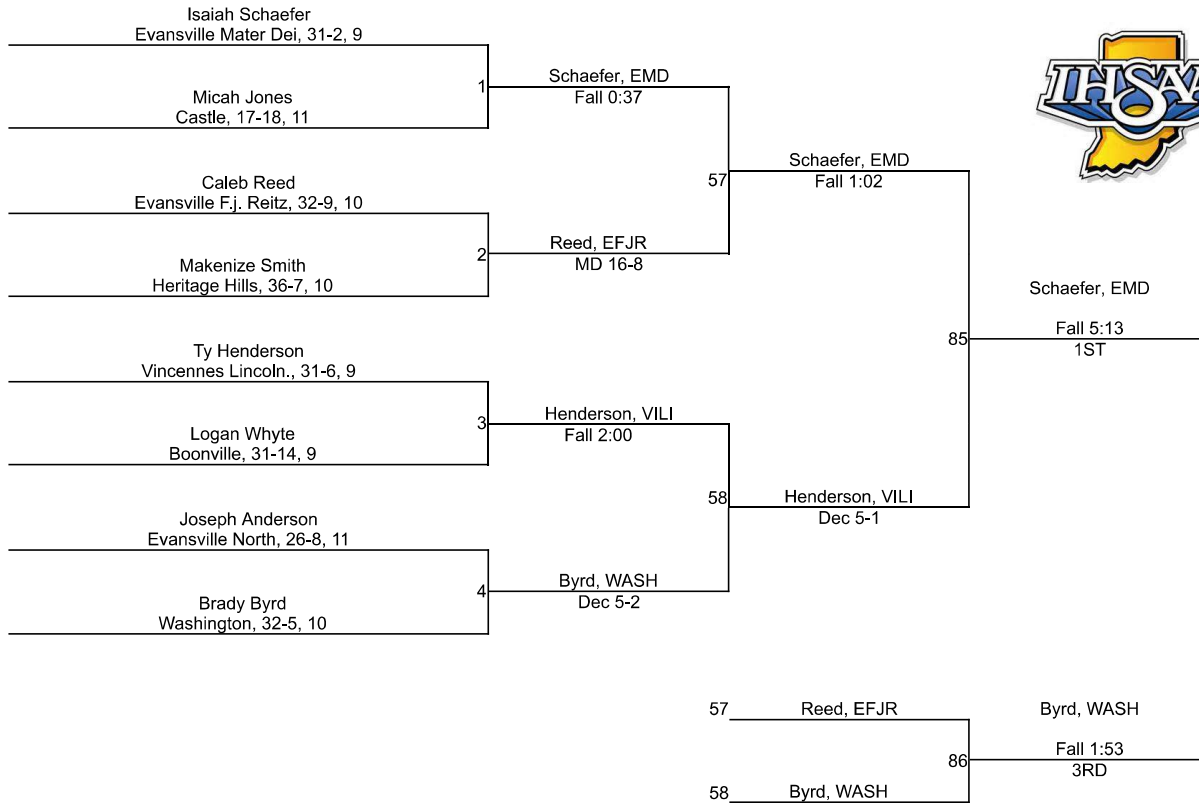 Isaiah Schaefer
Evansville Mater Dei, 31-2, 9
Micah Jones
Castle, 17-18, 11
Caleb Reed
Evansville F.j. Reitz, 32-9, 10
Makenize Smith
Heritage Hills, 36-7, 10
Ty Henderson
Vincennes Lincoln., 31-6, 9
Logan Whyte
Boonville, 31-14, 9
Joseph Anderson
Evansville North, 26-8, 11
Brady Byrd
Washington, 32-5, 10
1
Schaefer, EMD
Fall 0:37
2
Reed, EFJR
MD 16-8
3
Henderson, VILI
Fall 2:00
4
Byrd, WASH
Dec 5-2
57
Schaefer, EMD
Fall 1:02
58
Henderson, VILI
Dec 5-1
85
Schaefer, EMD
Fall 5:13
1ST
57
Reed, EFJR
58
Byrd, WASH
86
Byrd, WASH
Fall 1:53
3RD
IHSAA